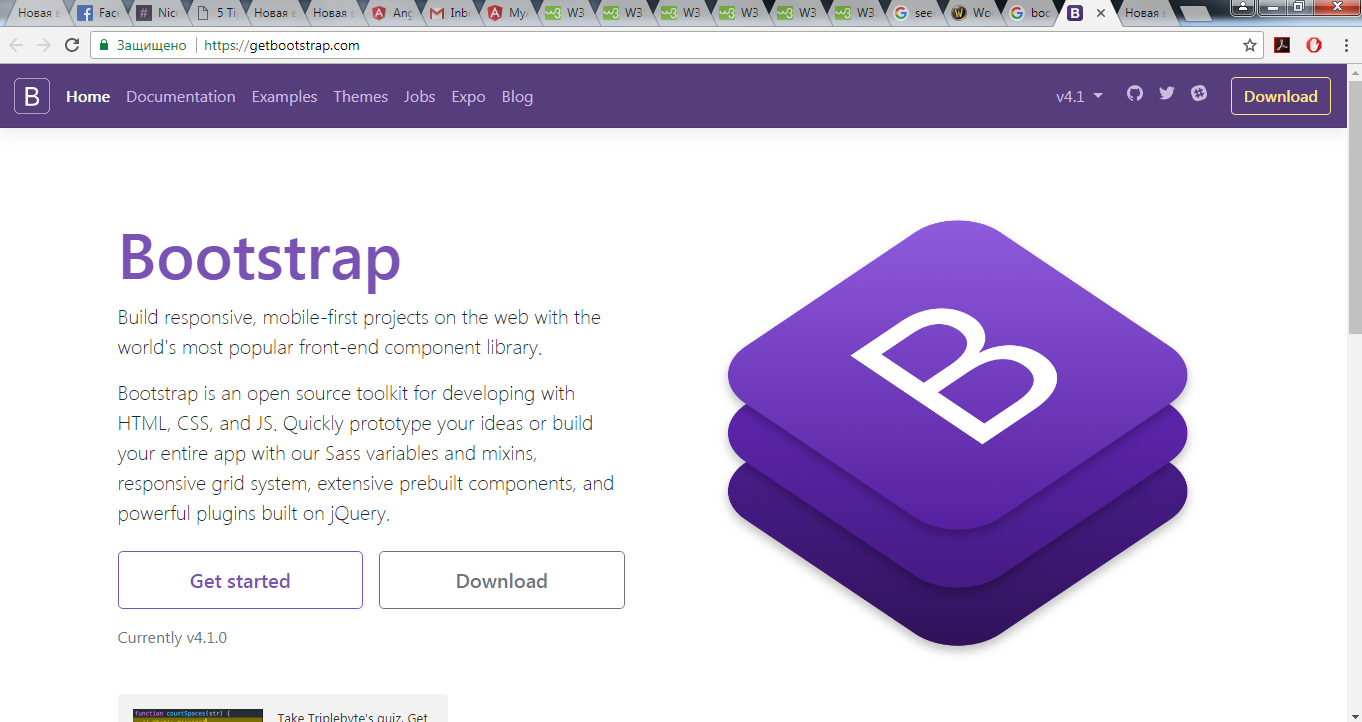 Новая Face Nic 5 Ti Новая Новая Ang Inb MyA W3 W3 W3 W3 W3 W3 see Wo boc Новая
Защищено https://getbootstrap.com
B Home Documentation Examples Themes Jobs Expo Blog v4.1 Download
Bootstrap
Build responsive, mobile-first projects on the web with the
world's most popular front-end component library.
Bootstrap is an open source toolkit for developing with
HTML, CSS, and JS. Quickly prototype your ideas or build
your entire app with our Sass variables and mixins,
responsive grid system, extensive prebuilt components, and
powerful plugins built on jQuery.
B
Get started Download
Currently v4.1.0
function countSpaces(str) {
Take Triplebyte's quiz. Get